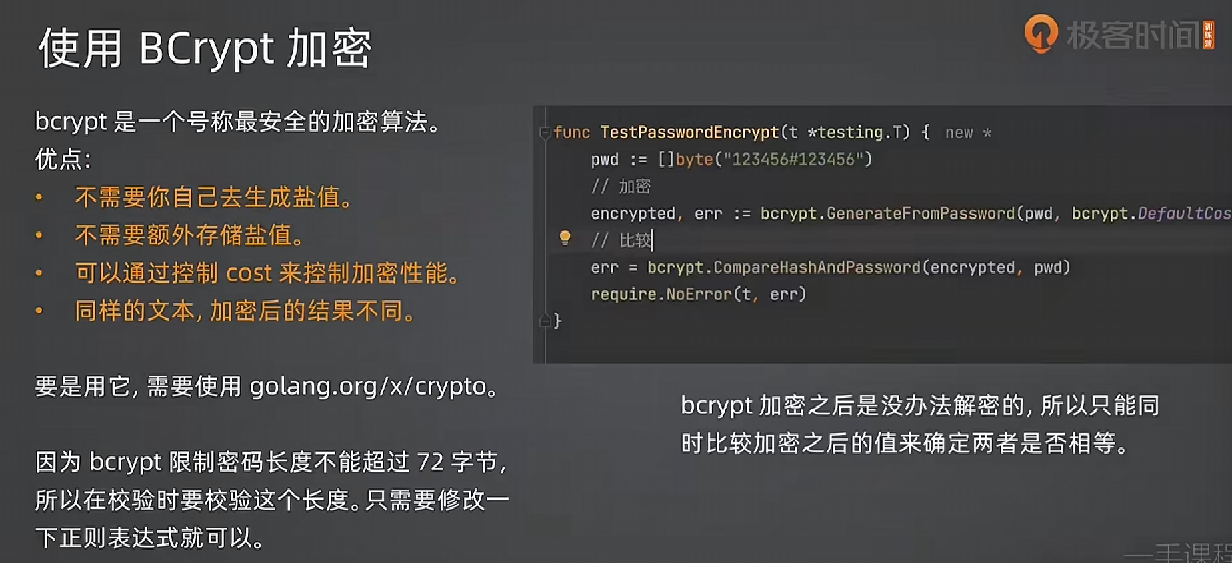 使用 BCrypt 加密
极客时间
训练营
bcrypt 是一个号称最安全的加密算法。
优点:
• 不需要你自己去生成盐值。
• 不需要额外存储盐值。
• 可以通过控制 cost 来控制加密性能。
• 同样的文本, 加密后的结果不同。
要是用它, 需要使用 golang.org/x/crypto。
因为 bcrypt 限制密码长度不能超过 72 字节,
所以在校验时要校验这个长度。只需要修改一
下正则表达式就可以。
func TestPasswordEncrypt(t *testing.T) { new *
pwd := []byte("123456#123456")
// 加密
encrypted, err := bcrypt.GenerateFromPassword(pwd, bcrypt.DefaultCos
// 比较
err = bcrypt.CompareHashAndPassword(encrypted, pwd)
require.NoError(t, err)
}
bcrypt 加密之后是没办法解密的, 所以只能同
时比较加密之后的值来确定两者是否相等。
一手课程